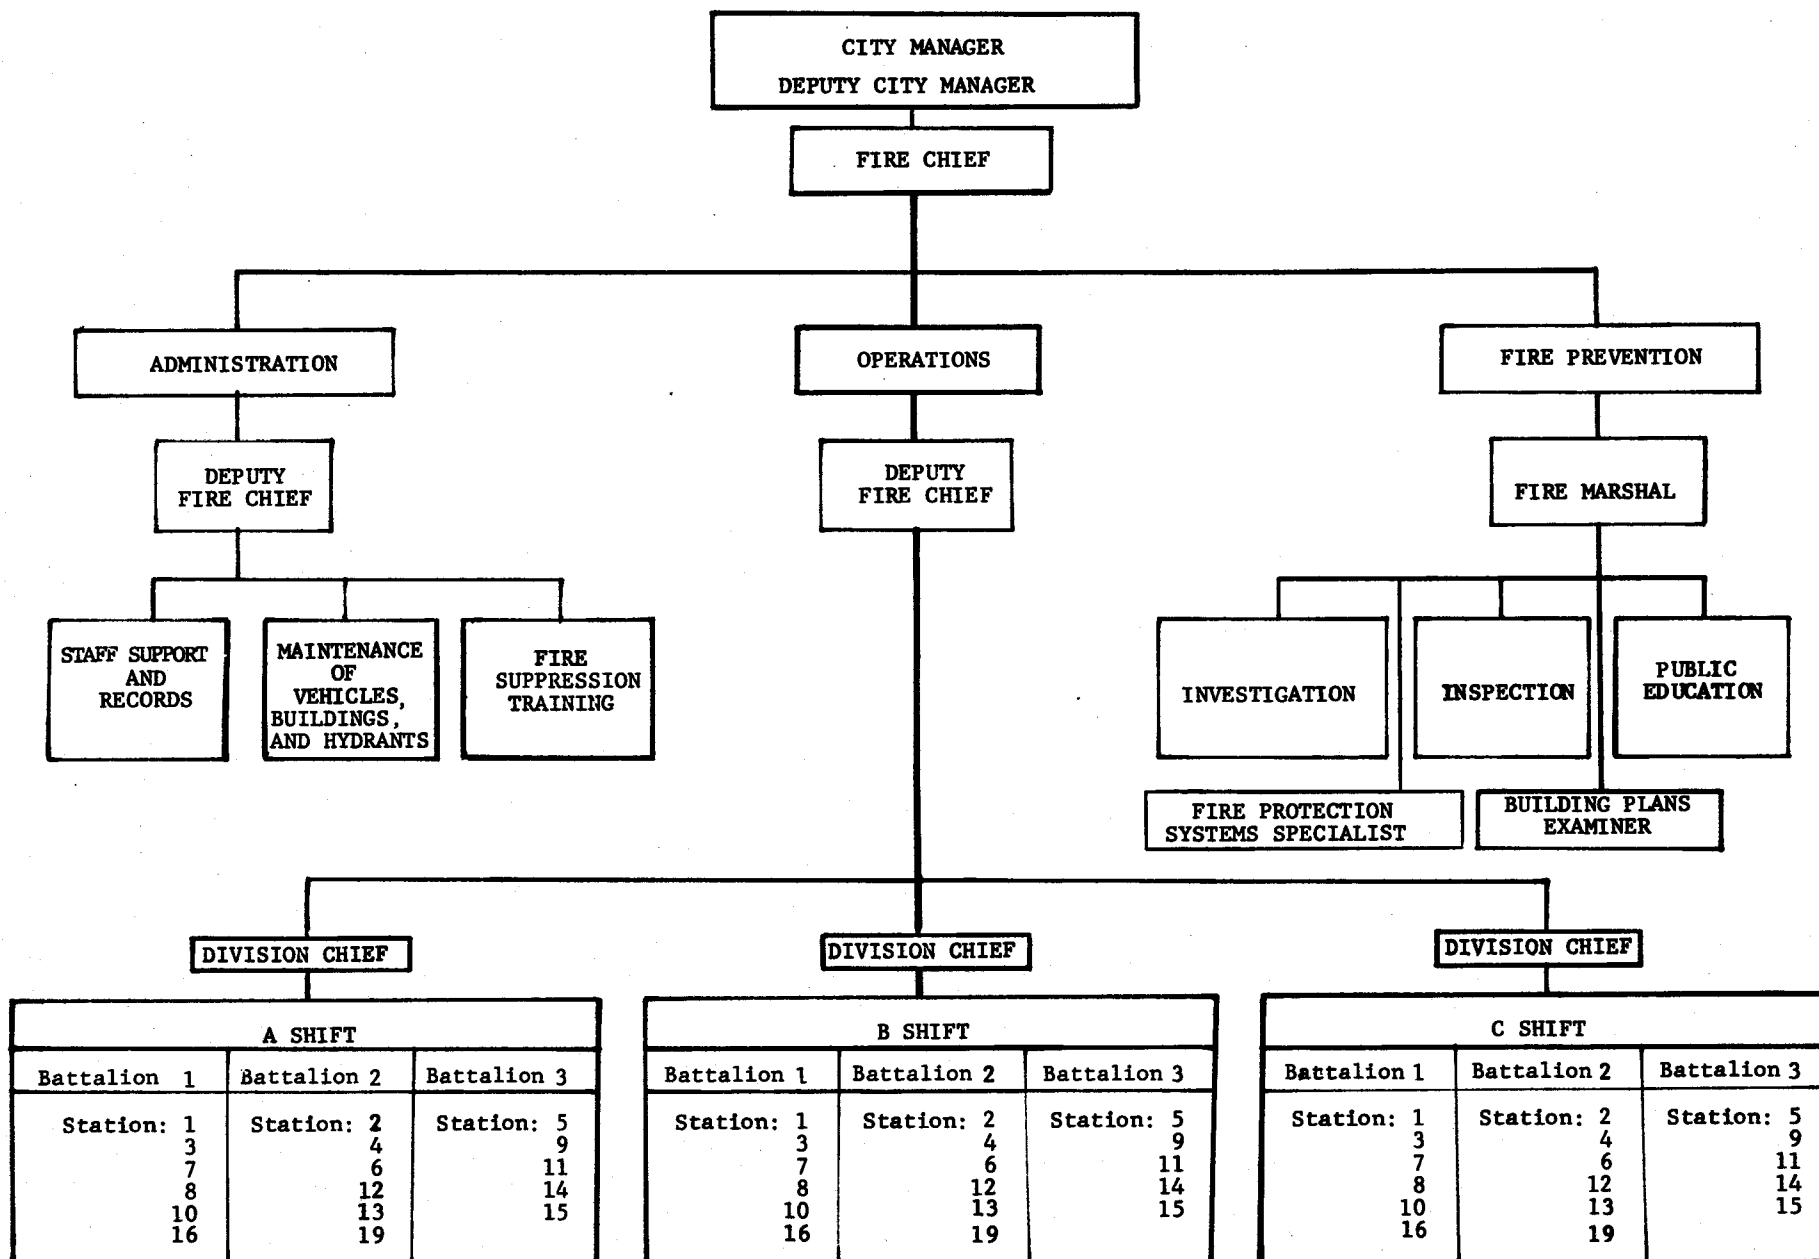 CITY MANAGER
DEPUTY CITY MANAGER
FIRE CHIEF
ADMINISTRATION
OPERATIONS
FIRE PREVENTION
DEPUTY
FIRE CHIEF
DEPUTY
FIRE CHIEF
FIRE MARSHAL
STAFF SUPPORT
AND
RECORDS
MAINTENANCE
OF
VEHICLES,
BUILDINGS,
AND HYDRANTS
FIRE
SUPPRESSION
TRAINING
INVESTIGATION
INSPECTION
PUBLIC
EDUCATION
FIRE PROTECTION
SYSTEMS SPECIALIST
BUILDING PLANS
EXAMINER
DIVISION CHIEF
DIVISION CHIEF
DIVISION CHIEF
A SHIFT
Battalion 1 Battalion 2 Battalion 3
Station: 1 Station: 2 Station: 5
3 4 9
7 6 11
8 12 14
10 13 15
16 19
B SHIFT
Battalion 1 Battalion 2 Battalion 3
Station: 1 Station: 2 Station: 5
3 4 9
7 6 11
8 12 14
10 13 15
16 19
C SHIFT
Battalion 1 Battalion 2 Battalion 3
Station: 1 Station: 2 Station: 5
3 4 9
7 6 11
8 12 14
10 13 15
16 19